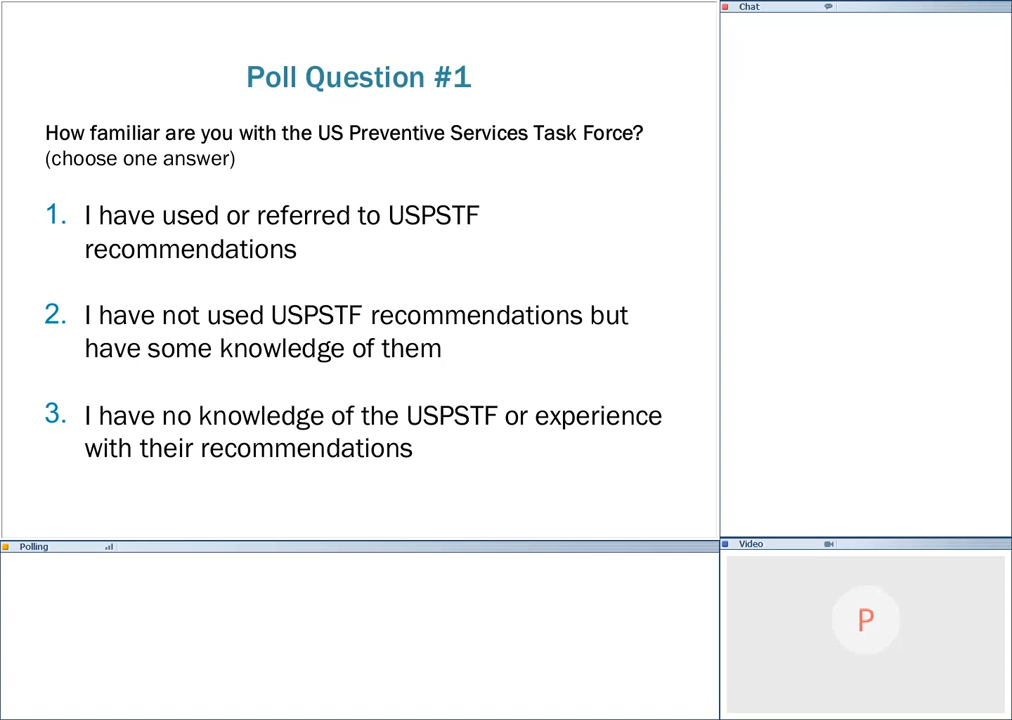 Poll Question #1
How familiar are you with the US Preventive Services Task Force?
(choose one answer)
1. I have used or referred to USPSTF
recommendations
2. I have not used USPSTF recommendations but
have some knowledge of them
3. I have no knowledge of the USPSTF or experience
with their recommendations
Chat
Polling
Video
P